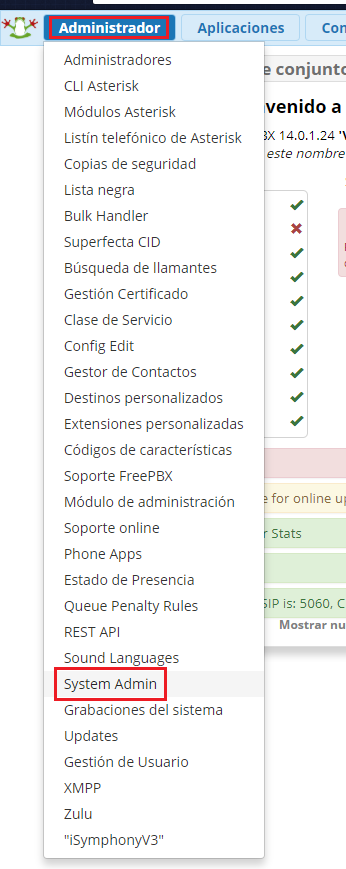 Administrador
Aplicaciones
Con
Administradores
CLI Asterisk
Módulos Asterisk
Listín telefónico de Asterisk
Copias de seguridad
Lista negra
Bulk Handler
Superfecta CID
Búsqueda de llamantes
Gestión Certificado
Clase de Servicio
Config Edit
Gestor de Contactos
Destinos personalizados
Extensiones personalizadas
Códigos de características
Soporte FreePBX
Módulo de administración
Soporte online
Phone Apps
Estado de Presencia
Queue Penalty Rules
REST API
Sound Languages
System Admin
Grabaciones del sistema
Updates
Gestión de Usuario
XMPP
Zulu
"iSymphonyV3"
e conjunto
venido a
BX 14.0.1.24 'V
este nombre
e for online up
r Stats
SIP is: 5060, C
Mostrar nu